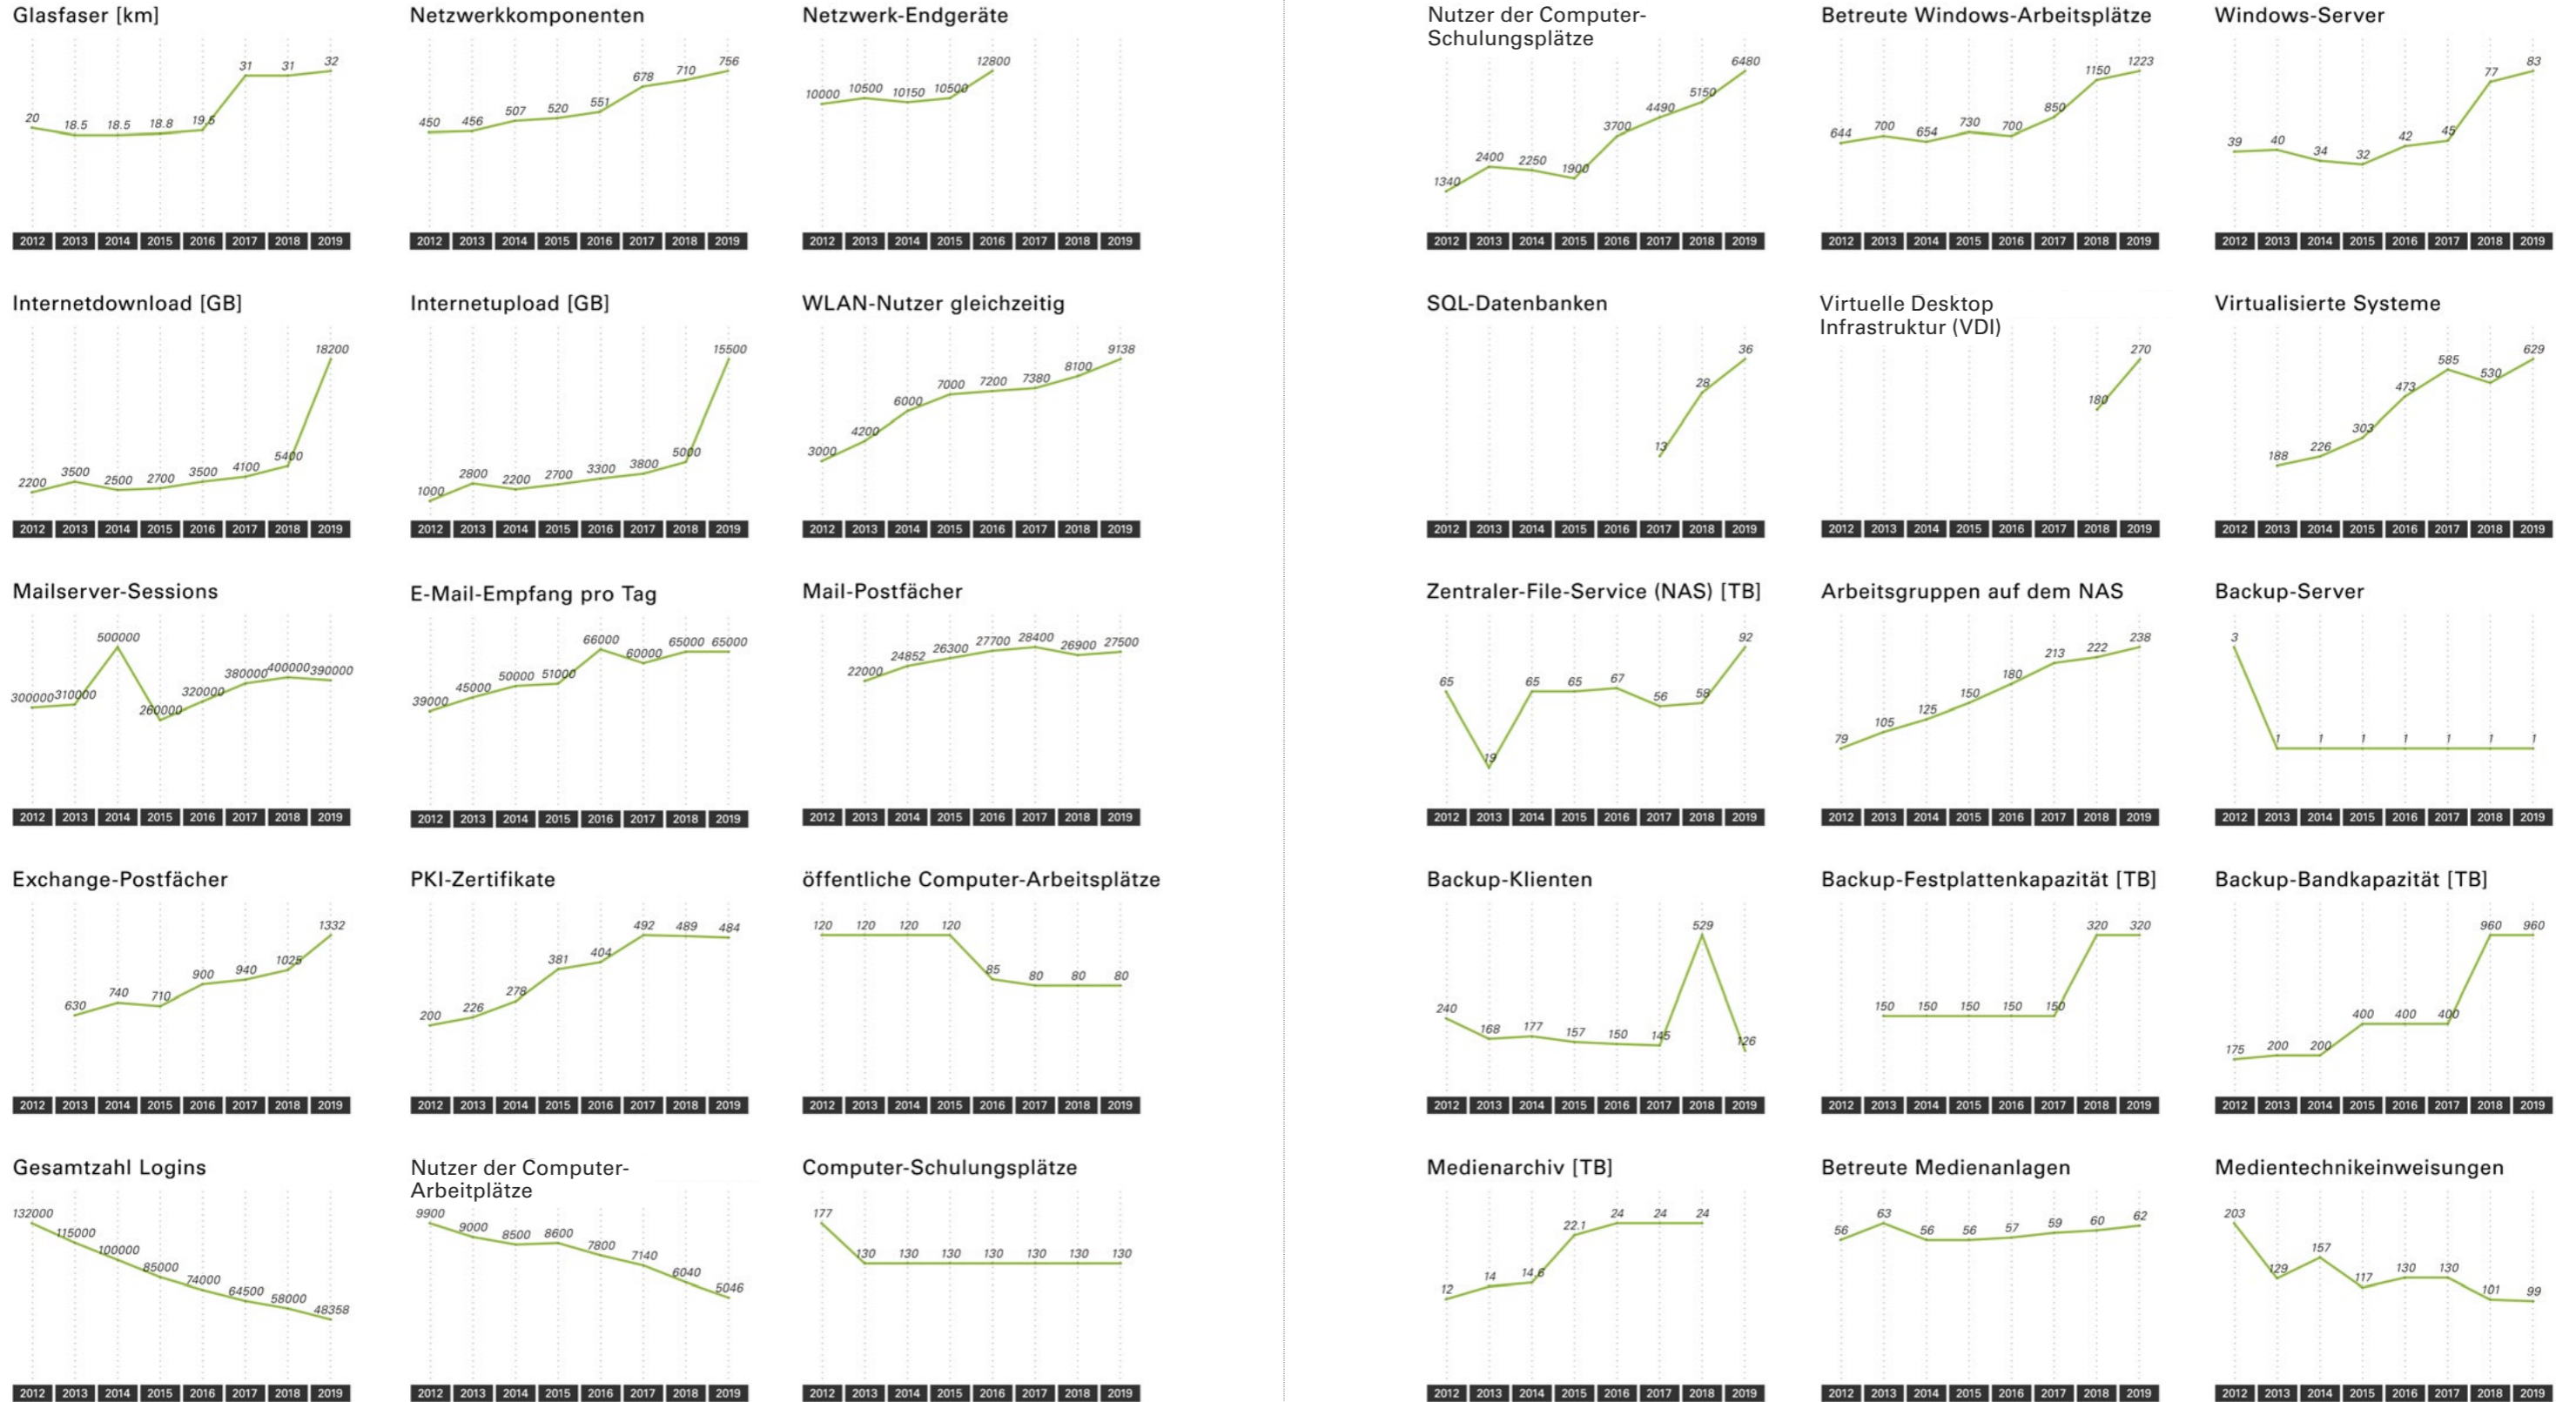 Glasfaser [km]
20 18.5 18.5 18.8 19.5 31 31 32
2012 2013 2014 2015 2016 2017 2018 2019
Netzwerkkomponenten
450 456 507 520 551 678 710 756
2012 2013 2014 2015 2016 2017 2018 2019
Netzwerk-Endgeräte
10000 10500 10150 10500 12800
2012 2013 2014 2015 2016 2017 2018 2019
Internetdownload [GB]
2200 3500 2500 2700 3500 4100 5400 18200
2012 2013 2014 2015 2016 2017 2018 2019
Internetupload [GB]
1000 2800 2200 2700 3300 3800 5000 15500
2012 2013 2014 2015 2016 2017 2018 2019
WLAN-Nutzer gleichzeitig
3000 4200 6000 7000 7200 7380 8100 9138
2012 2013 2014 2015 2016 2017 2018 2019
Mailserver-Sessions
300000 310000 500000 260000 320000 380000 400000 390000
2012 2013 2014 2015 2016 2017 2018 2019
E-Mail-Empfang pro Tag
39000 45000 50000 51000 66000 60000 65000 65000
2012 2013 2014 2015 2016 2017 2018 2019
Mail-Postfächer
22000 24852 26300 27700 28400 26900 27500
2012 2013 2014 2015 2016 2017 2018 2019
Exchange-Postfächer
630 740 710 900 940 1025 1332
2012 2013 2014 2015 2016 2017 2018 2019
PKI-Zertifikate
200 226 278 381 404 492 489 484
2012 2013 2014 2015 2016 2017 2018 2019
öffentliche Computer-Arbeitsplätze
120 120 120 120 85 80 80 80
2012 2013 2014 2015 2016 2017 2018 2019
Gesamtzahl Logins
132000 115000 100000 85000 74000 64500 58000 48358
2012 2013 2014 2015 2016 2017 2018 2019
Nutzer der Computer-
Arbeitplätze
9900 9000 8500 8600 7800 7140 6040 5046
2012 2013 2014 2015 2016 2017 2018 2019
Computer-Schulungsplätze
177 130 130 130 130 130 130 130
2012 2013 2014 2015 2016 2017 2018 2019
Nutzer der Computer-
Schulungsplätze
1340 2400 2250 1900 3700 4490 5150 6480
2012 2013 2014 2015 2016 2017 2018 2019
Betreute Windows-Arbeitsplätze
644 700 654 730 700 850 1150 1223
2012 2013 2014 2015 2016 2017 2018 2019
Windows-Server
39 40 34 32 42 45 77 83
2012 2013 2014 2015 2016 2017 2018 2019
SQL-Datenbanken
13 28 36
2012 2013 2014 2015 2016 2017 2018 2019
Virtuelle Desktop
Infrastruktur (VDI)
180 270
2012 2013 2014 2015 2016 2017 2018 2019
Virtualisierte Systeme
188 226 303 473 585 530 629
2012 2013 2014 2015 2016 2017 2018 2019
Zentraler-File-Service (NAS) [TB]
65 19 65 65 67 56 58 92
2012 2013 2014 2015 2016 2017 2018 2019
Arbeitsgruppen auf dem NAS
79 105 125 150 180 213 222 238
2012 2013 2014 2015 2016 2017 2018 2019
Backup-Server
3 1 1 1 1 1 1 1
2012 2013 2014 2015 2016 2017 2018 2019
Backup-Klienten
240 168 177 157 150 145 529 126
2012 2013 2014 2015 2016 2017 2018 2019
Backup-Festplattenkapazität [TB]
150 150 150 150 150 320 320
2012 2013 2014 2015 2016 2017 2018 2019
Backup-Bandkapazität [TB]
175 200 200 400 400 400 960 960
2012 2013 2014 2015 2016 2017 2018 2019
Medienarchiv [TB]
12 14 14.6 22.1 24 24 24
2012 2013 2014 2015 2016 2017 2018 2019
Betreute Medienanlagen
56 63 56 56 57 59 60 62
2012 2013 2014 2015 2016 2017 2018 2019
Medientechnikeinweisungen
203 129 157 117 130 130 101 99
2012 2013 2014 2015 2016 2017 2018 2019